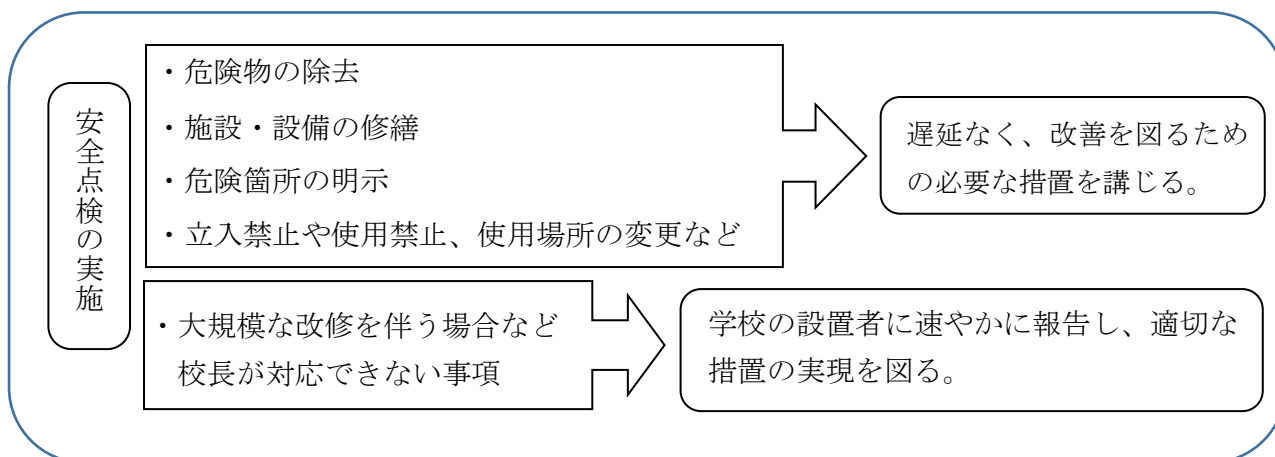 安全点検の実施
・危険物の除去
・施設・設備の修繕
・危険箇所の明示
・立入禁止や使用禁止、使用場所の変更など
遅延なく、改善を図るため
の必要な措置を講じる。
・大規模な改修を伴う場合など
校長が対応できない事項
学校の設置者に速やかに報告し、適切な
措置の実現を図る。